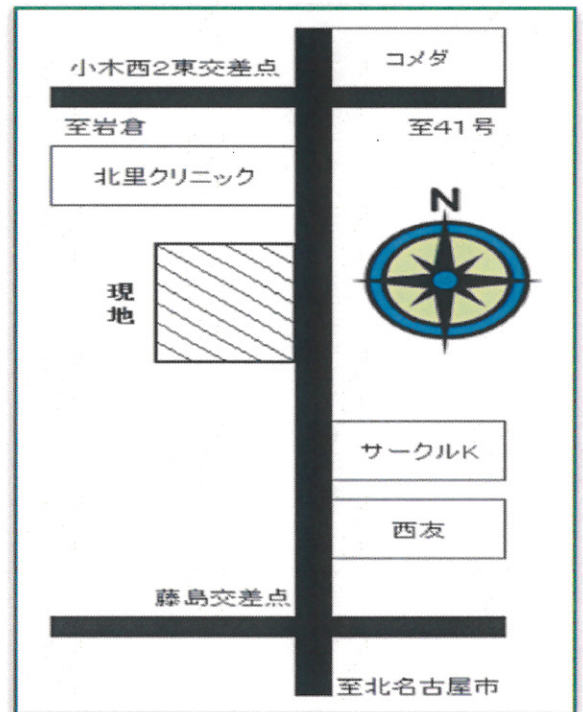 コメダ
小木西2東交差点
至岩倉
至41号
北里クリニック
N
現地
サークルK
西友
藤島交差点
至北名古屋市